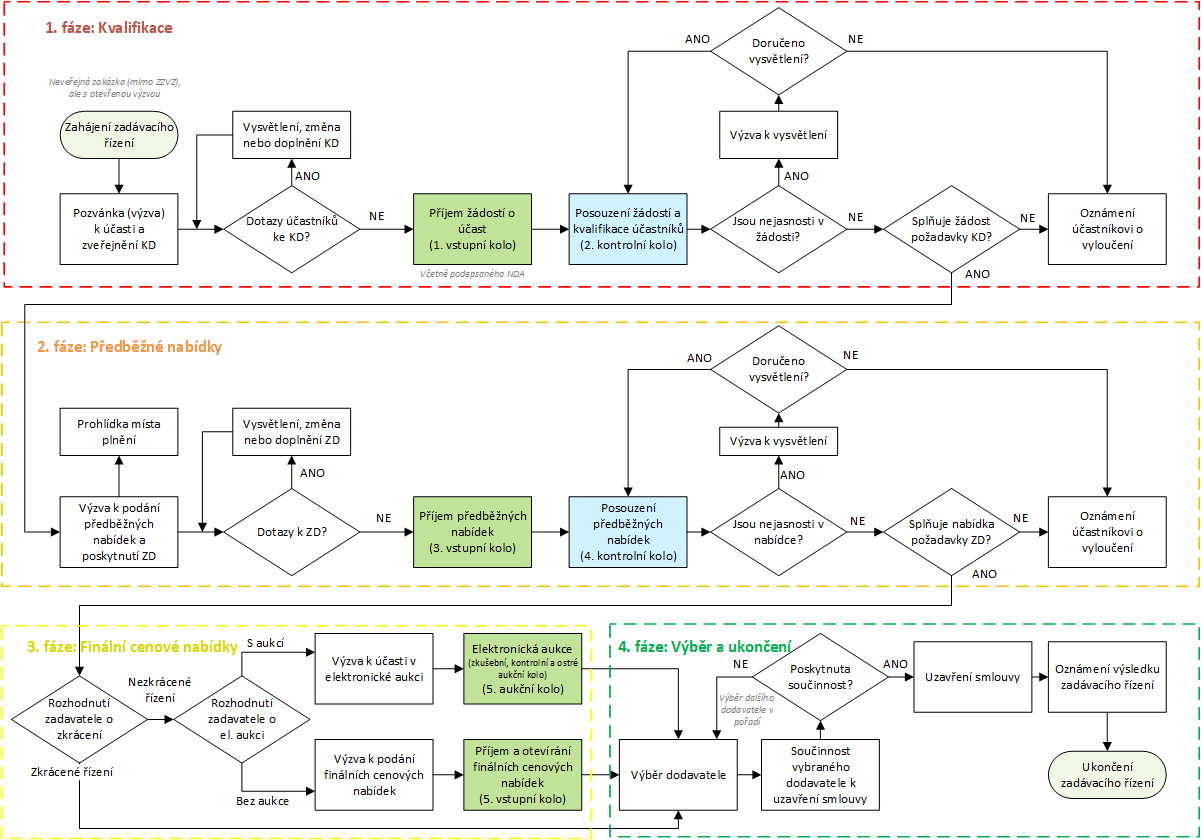 1. fáze: Kvalifikace
Neveřejná zakázka (mimo ZZVZ),
ale s otevřenou výzvou
Zahájení zadávacího
řízení
Pozvánka (výzva)
k účasti a
zveřejnění KD
Vysvětlení, změna
nebo doplnění KD
ANO
Dotazy účastníků
ke KD?
NE
Příjem žádostí o
účast
(1. vstupní kolo)
Včetně podepsaného NDA
Posouzení žádostí a
kvalifikace účastníků
(2. kontrolní kolo)
ANO
Doručeno
vysvětlení?
NE
Výzva k vysvětlení
ANO
Jsou nejasnosti v
žádosti?
NE
Splňuje žádost
požadavky KD?
NE
ANO
Oznámení
účastníkovi o
vyloučení
2. fáze: Předběžné nabídky
Prohlídka místa
plnění
Výzva k podání
předběžných
nabídek a
poskytnutí ZD
Vysvětlení, změna
nebo doplnění ZD
ANO
Dotazy k ZD?
NE
Příjem předběžných
nabídek
(3. vstupní kolo)
Posouzení
předběžných
nabídek
(4. kontrolní kolo)
ANO
Doručeno
vysvětlení?
NE
Výzva k vysvětlení
ANO
Jsou nejasnosti v
nabídce?
NE
Splňuje nabídka
požadavky ZD?
NE
ANO
Oznámení
účastníkovi o
vyloučení
3. fáze: Finální cenové nabídky
Rozhodnutí
zadavatele o
zkrácení
Nezkrácené
řízení
Zkrácené řízení
Rozhodnutí
zadavatele o
el. aukci
S aukcí
Bez aukce
Výzva k účasti v
elektronické aukci
Elektronická aukce
(zkušební, kontrolní a ostré
aukční kolo)
(5. aukční kolo)
Výzva k podání
finálních cenových
nabídek
Příjem a otevírání
finálních cenových
nabídek
(5. vstupní kolo)
4. fáze: Výběr a ukončení
NE
Poskytnuta
součinnost?
ANO
Výběr dalšího
dodavatele v
pořadí
Výběr dodavatele
Součinnost
vybraného
dodavatele k
uzavření smlouvy
Uzavření smlouvy
Oznámení výsledku
zadávacího řízení
Ukončení
zadávacího řízení